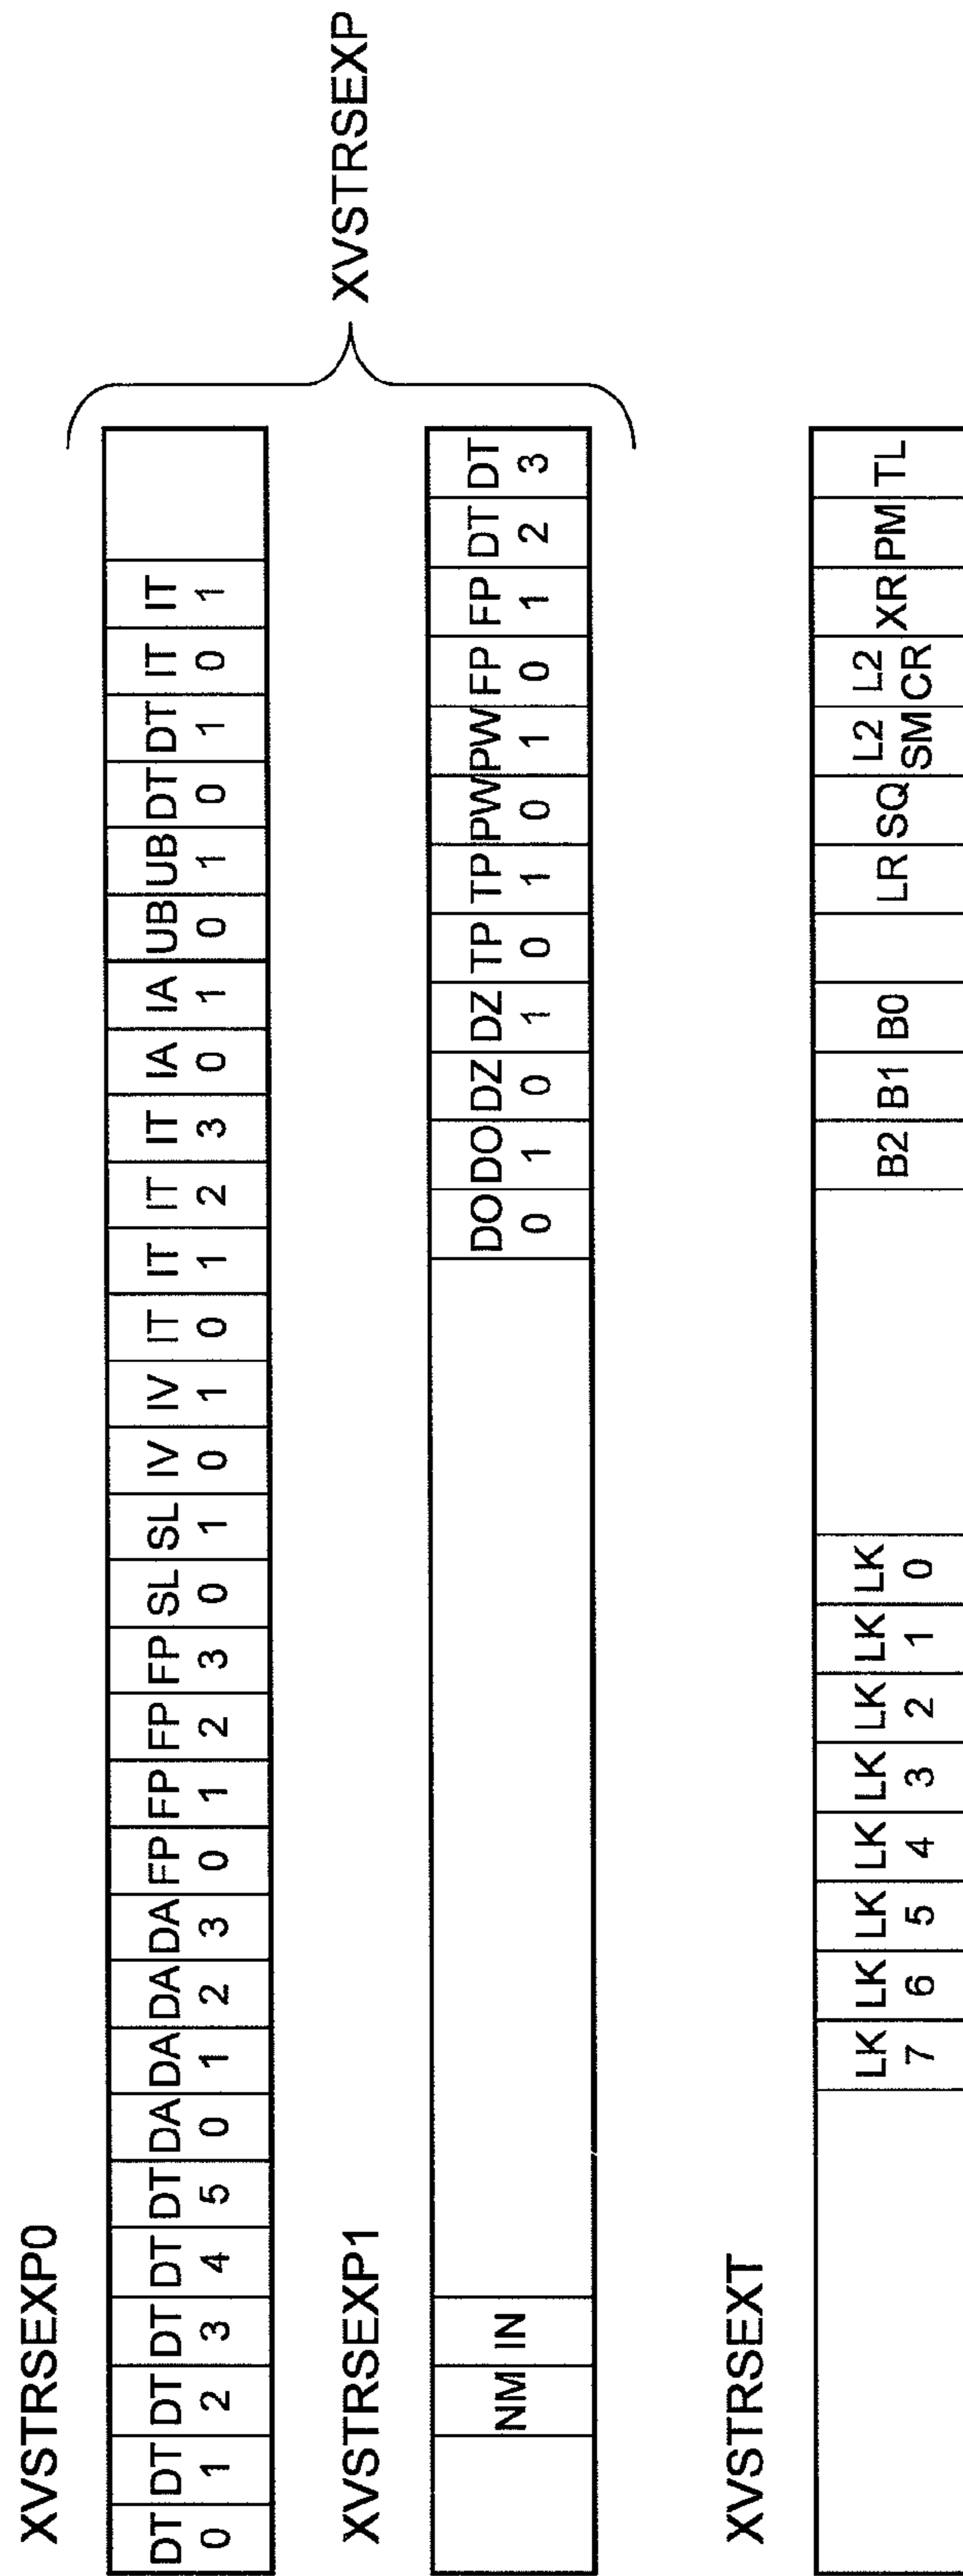 XVSTRSEXP0
DT DT DT DT DT DT DA DA DA DA FP FP FP FP SL SL IV IV IT IT IT IT IA IA UB UB DT DT IT IT
0 1 2 3 4 5 0 1 2 3 0 1 2 3 0 1 0 1 0 1 2 3 0 1 0 1 0 1 0 1
XVSTRSEXP
XVSTRSEXP1
NM IN DO DO DZ DZ TP TP PW PW FP FP DT DT
0 1 0 1 0 1 0 1 0 1 2 3
XVSTRSEXT
LK LK LK LK LK LK LK LK B2 B1 B0 LR SQ L2 L2 XR PM TL
7 6 5 4 3 2 1 0 SM CR